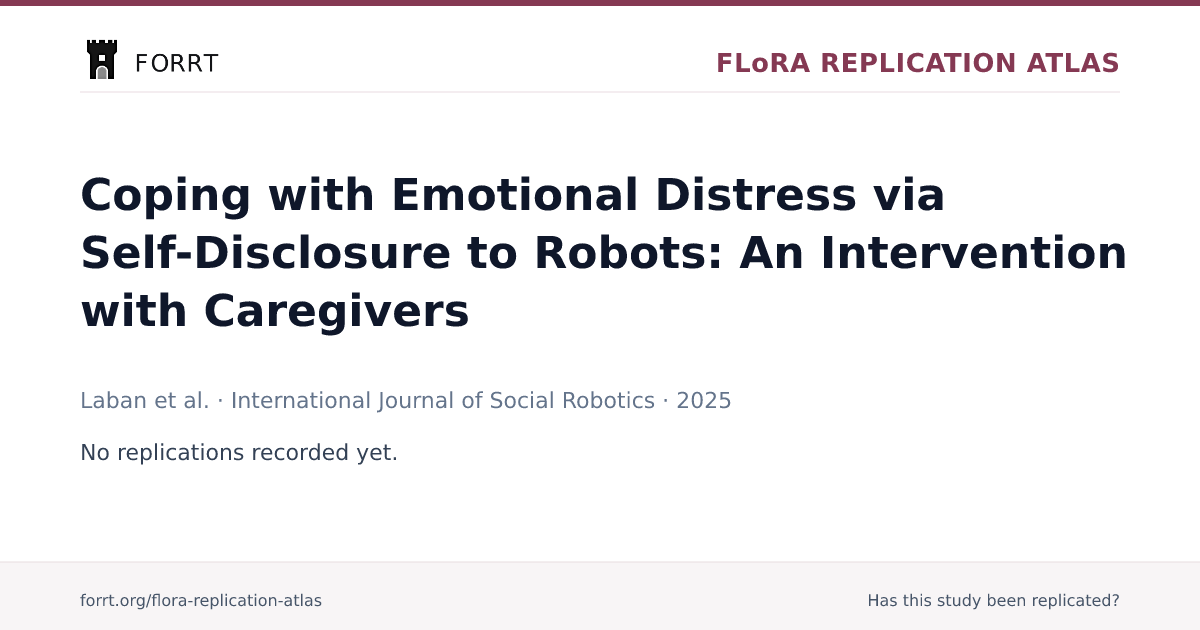 FORRT
FLoRA REPLICATION ATLAS
Coping with Emotional Distress via
Self-Disclosure to Robots: An Intervention
with Caregivers
Laban et al. · International Journal of Social Robotics · 2025
No replications recorded yet.
forrt.org/flora-replication-atlas
Has this study been replicated?